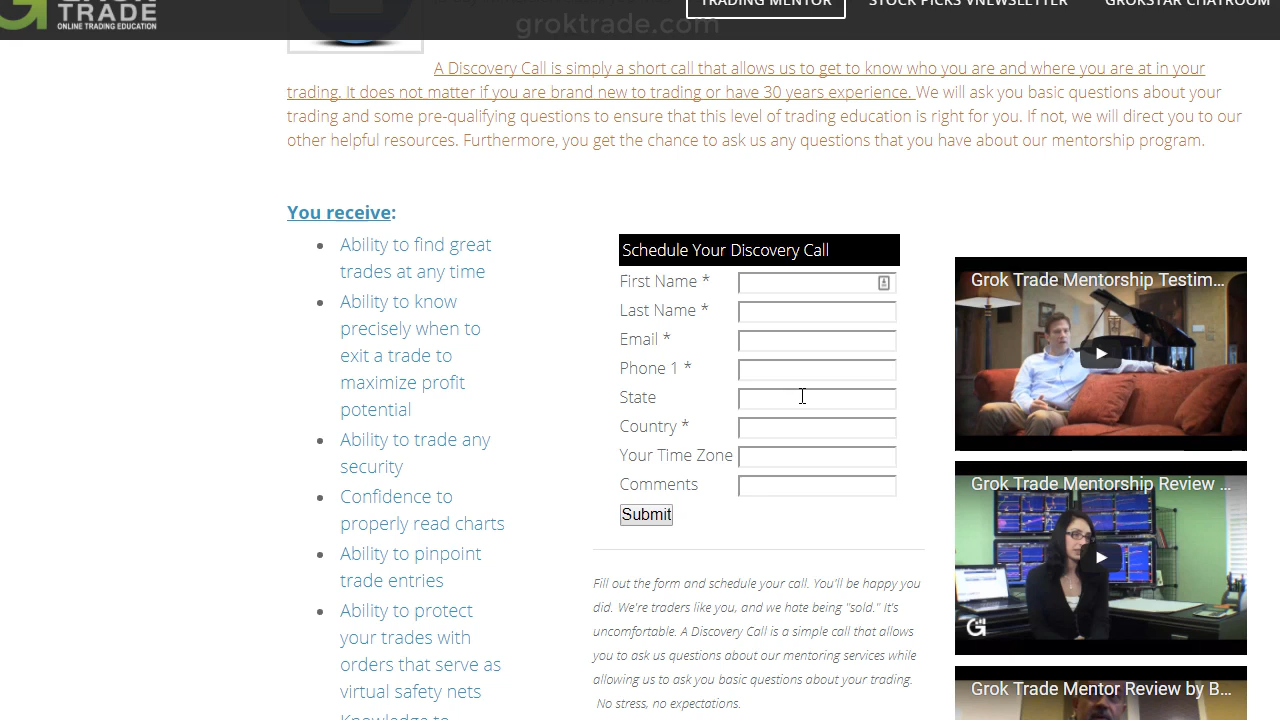 TRADE
ONLINE TRADING EDUCATION
TRADING MENTOR
STOCK PICKS VNEWSLETTER
GROKSTAR CHATROOM
groktrade.com
A Discovery Call is simply a short call that allows us to get to know who you are and where you are at in your
trading. It does not matter if you are brand new to trading or have 30 years experience. We will ask you basic questions about your
trading and some pre-qualifying questions to ensure that this level of trading education is right for you. If not, we will direct you to our
other helpful resources. Furthermore, you get the chance to ask us any questions that you have about our mentorship program.
You receive:
Ability to find great
trades at any time
Ability to know
precisely when to
exit a trade to
maximize profit
potential
Ability to trade any
security
Confidence to
properly read charts
Ability to pinpoint
trade entries
Ability to protect
your trades with
orders that serve as
virtual safety nets
Knowledge to
Schedule Your Discovery Call
First Name *
Last Name *
Email *
Phone 1 *
State
Country *
Your Time Zone
Comments
Submit
Fill out the form and schedule your call. You'll be happy you
did. We're traders like you, and we hate being "sold." It's
uncomfortable. A Discovery Call is a simple call that allows
you to ask us questions about our mentoring services while
allowing us to ask you basic questions about your trading.
No stress, no expectations.
Grok Trade Mentorship Testim...
Grok Trade Mentorship Review ...
Grok Trade Mentor Review by B...